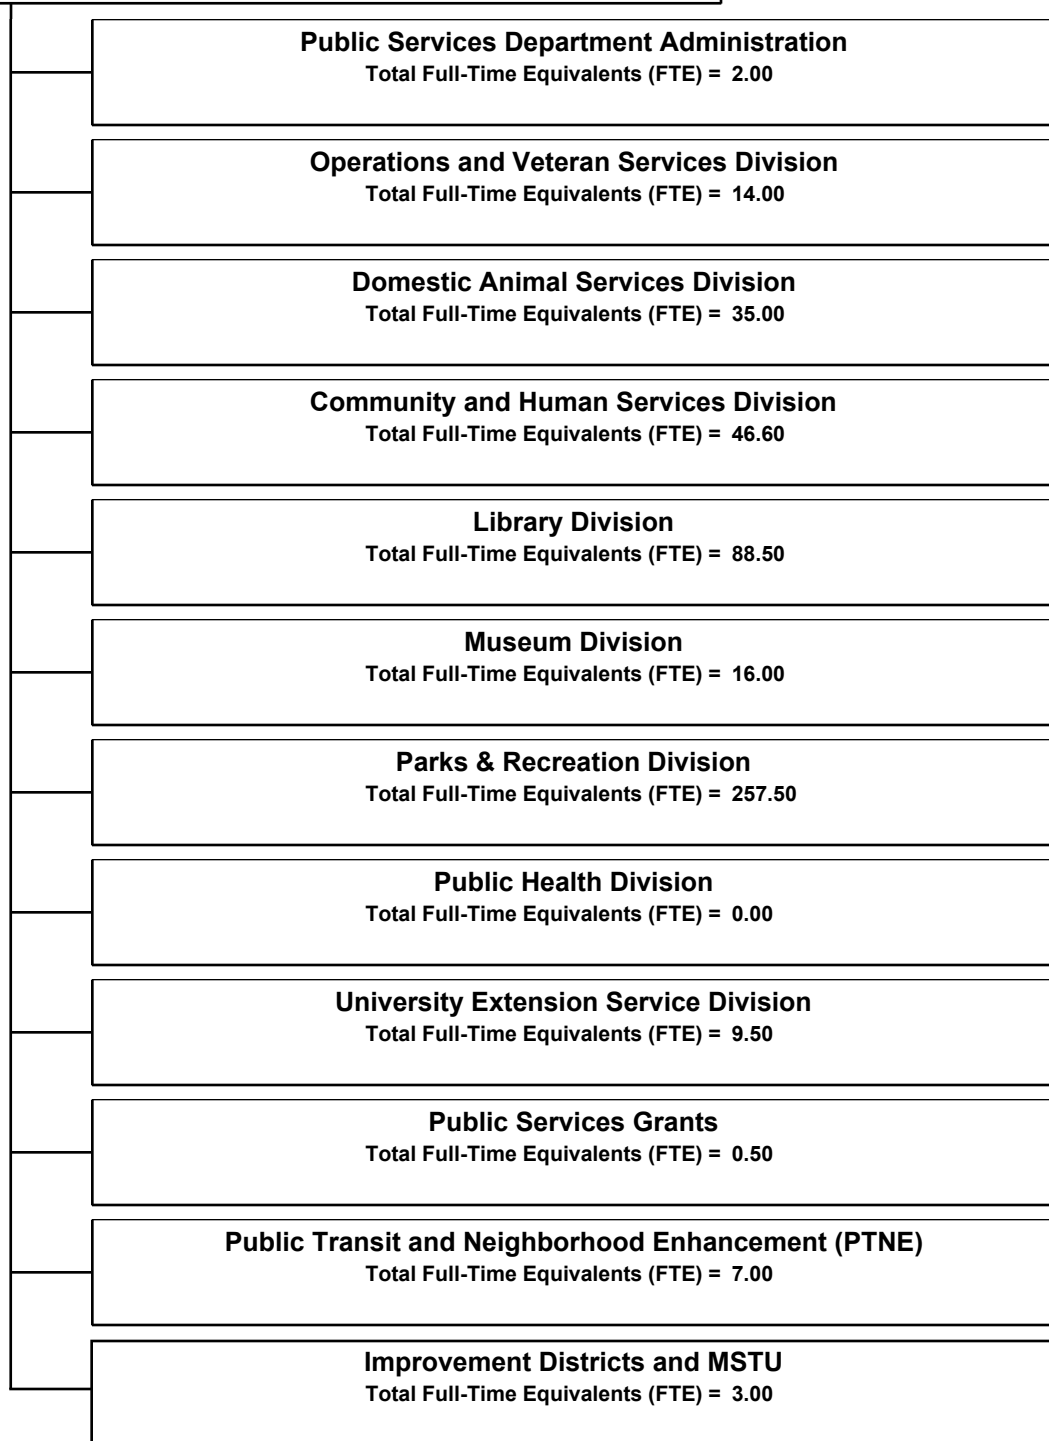 Public Services Department Administration
Total Full-Time Equivalents (FTE) = 2.00
Operations and Veteran Services Division
Total Full-Time Equivalents (FTE) = 14.00
Domestic Animal Services Division
Total Full-Time Equivalents (FTE) = 35.00
Community and Human Services Division
Total Full-Time Equivalents (FTE) = 46.60
Library Division
Total Full-Time Equivalents (FTE) = 88.50
Museum Division
Total Full-Time Equivalents (FTE) = 16.00
Parks & Recreation Division
Total Full-Time Equivalents (FTE) = 257.50
Public Health Division
Total Full-Time Equivalents (FTE) = 0.00
University Extension Service Division
Total Full-Time Equivalents (FTE) = 9.50
Public Services Grants
Total Full-Time Equivalents (FTE) = 0.50
Public Transit and Neighborhood Enhancement (PTNE)
Total Full-Time Equivalents (FTE) = 7.00
Improvement Districts and MSTU
Total Full-Time Equivalents (FTE) = 3.00